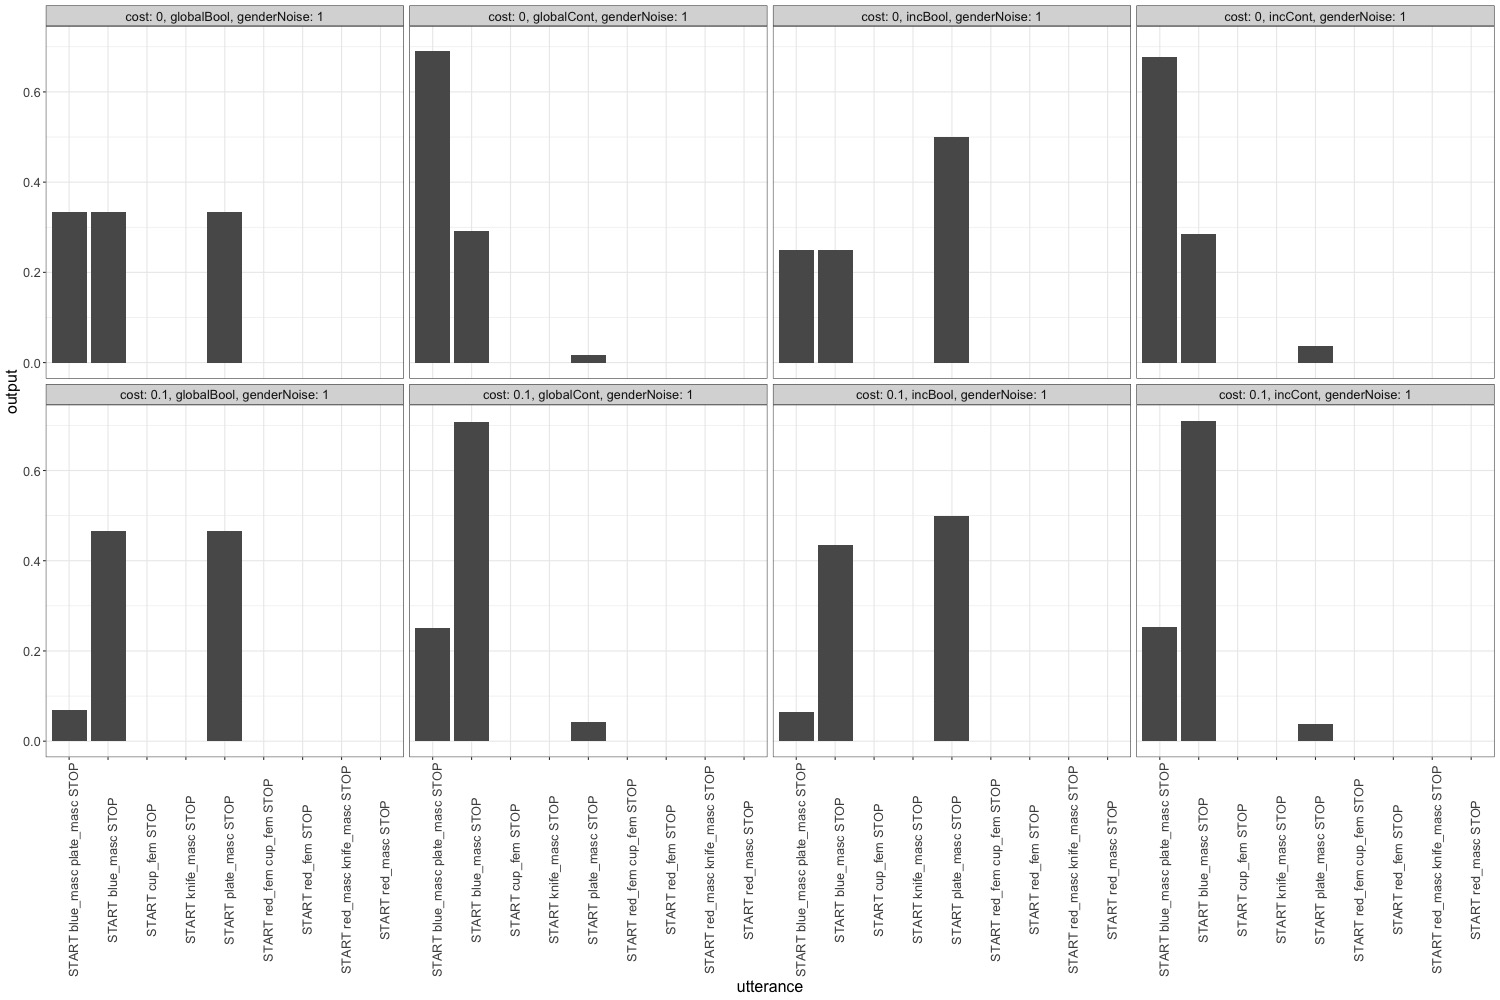 cost: 0, globalBool, genderNoise: 1
cost: 0, globalCont, genderNoise: 1
cost: 0, incBool, genderNoise: 1
cost: 0, incCont, genderNoise: 1
0.6
0.4
0.2
0.0
output
cost: 0.1, globalBool, genderNoise: 1
cost: 0.1, globalCont, genderNoise: 1
cost: 0.1, incBool, genderNoise: 1
cost: 0.1, incCont, genderNoise: 1
0.6
0.4
0.2
0.0
START blue_masc plate_masc STOP
START blue_masc STOP
START cup_fem STOP
START knife_masc STOP
START plate_masc STOP
START red_fem cup_fem STOP
START red_fem STOP
START red_masc knife_masc STOP
START red_masc STOP
START blue_masc plate_masc STOP
START blue_masc STOP
START cup_fem STOP
START knife_masc STOP
START plate_masc STOP
START red_fem cup_fem STOP
START red_fem STOP
START red_masc knife_masc STOP
START red_masc STOP
START blue_masc plate_masc STOP
START blue_masc STOP
START cup_fem STOP
START knife_masc STOP
START plate_masc STOP
START red_fem cup_fem STOP
START red_fem STOP
START red_masc knife_masc STOP
START red_masc STOP
START blue_masc plate_masc STOP
START blue_masc STOP
START cup_fem STOP
START knife_masc STOP
START plate_masc STOP
START red_fem cup_fem STOP
START red_fem STOP
START red_masc knife_masc STOP
START red_masc STOP
utterance